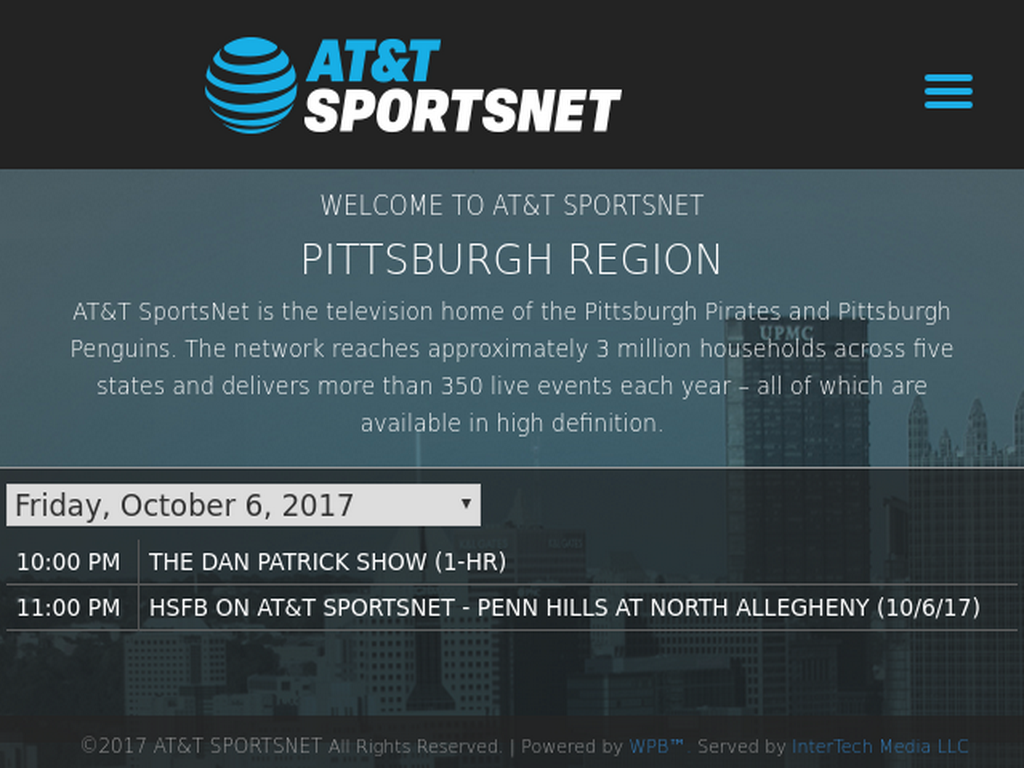 AT&T
SPORTSNET
WELCOME TO AT&T SPORTSNET
PITTSBURGH REGION
AT&T SportsNet is the television home of the Pittsburgh Pirates and Pittsburgh
Penguins. The network reaches approximately 3 million households across five
states and delivers more than 350 live events each year – all of which are
available in high definition.
UPMC
Friday, October 6, 2017
10:00 PM THE DAN PATRICK SHOW (1-HR)
11:00 PM HSFB ON AT&T SPORTSNET - PENN HILLS AT NORTH ALLEGHENY (10/6/17)
©2017 AT&T SPORTSNET All Rights Reserved. | Powered by WPB™. Served by InterTech Media LLC